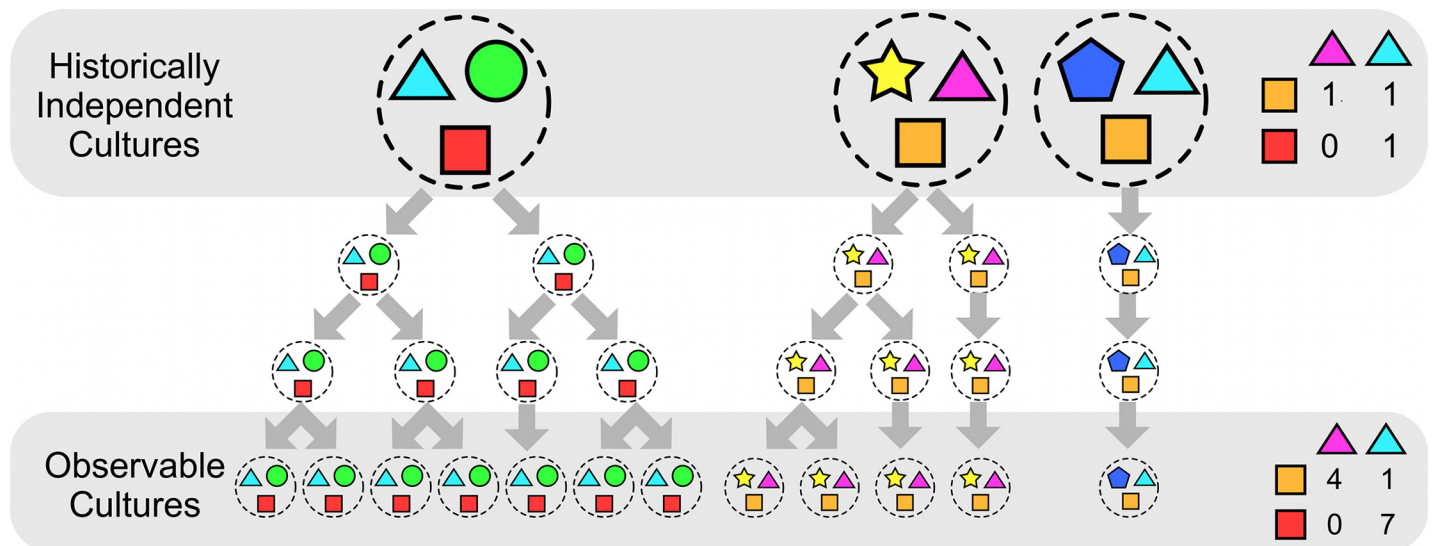 Historically
Independent
Cultures
1 1
0 1
Observable
Cultures
4 1
0 7